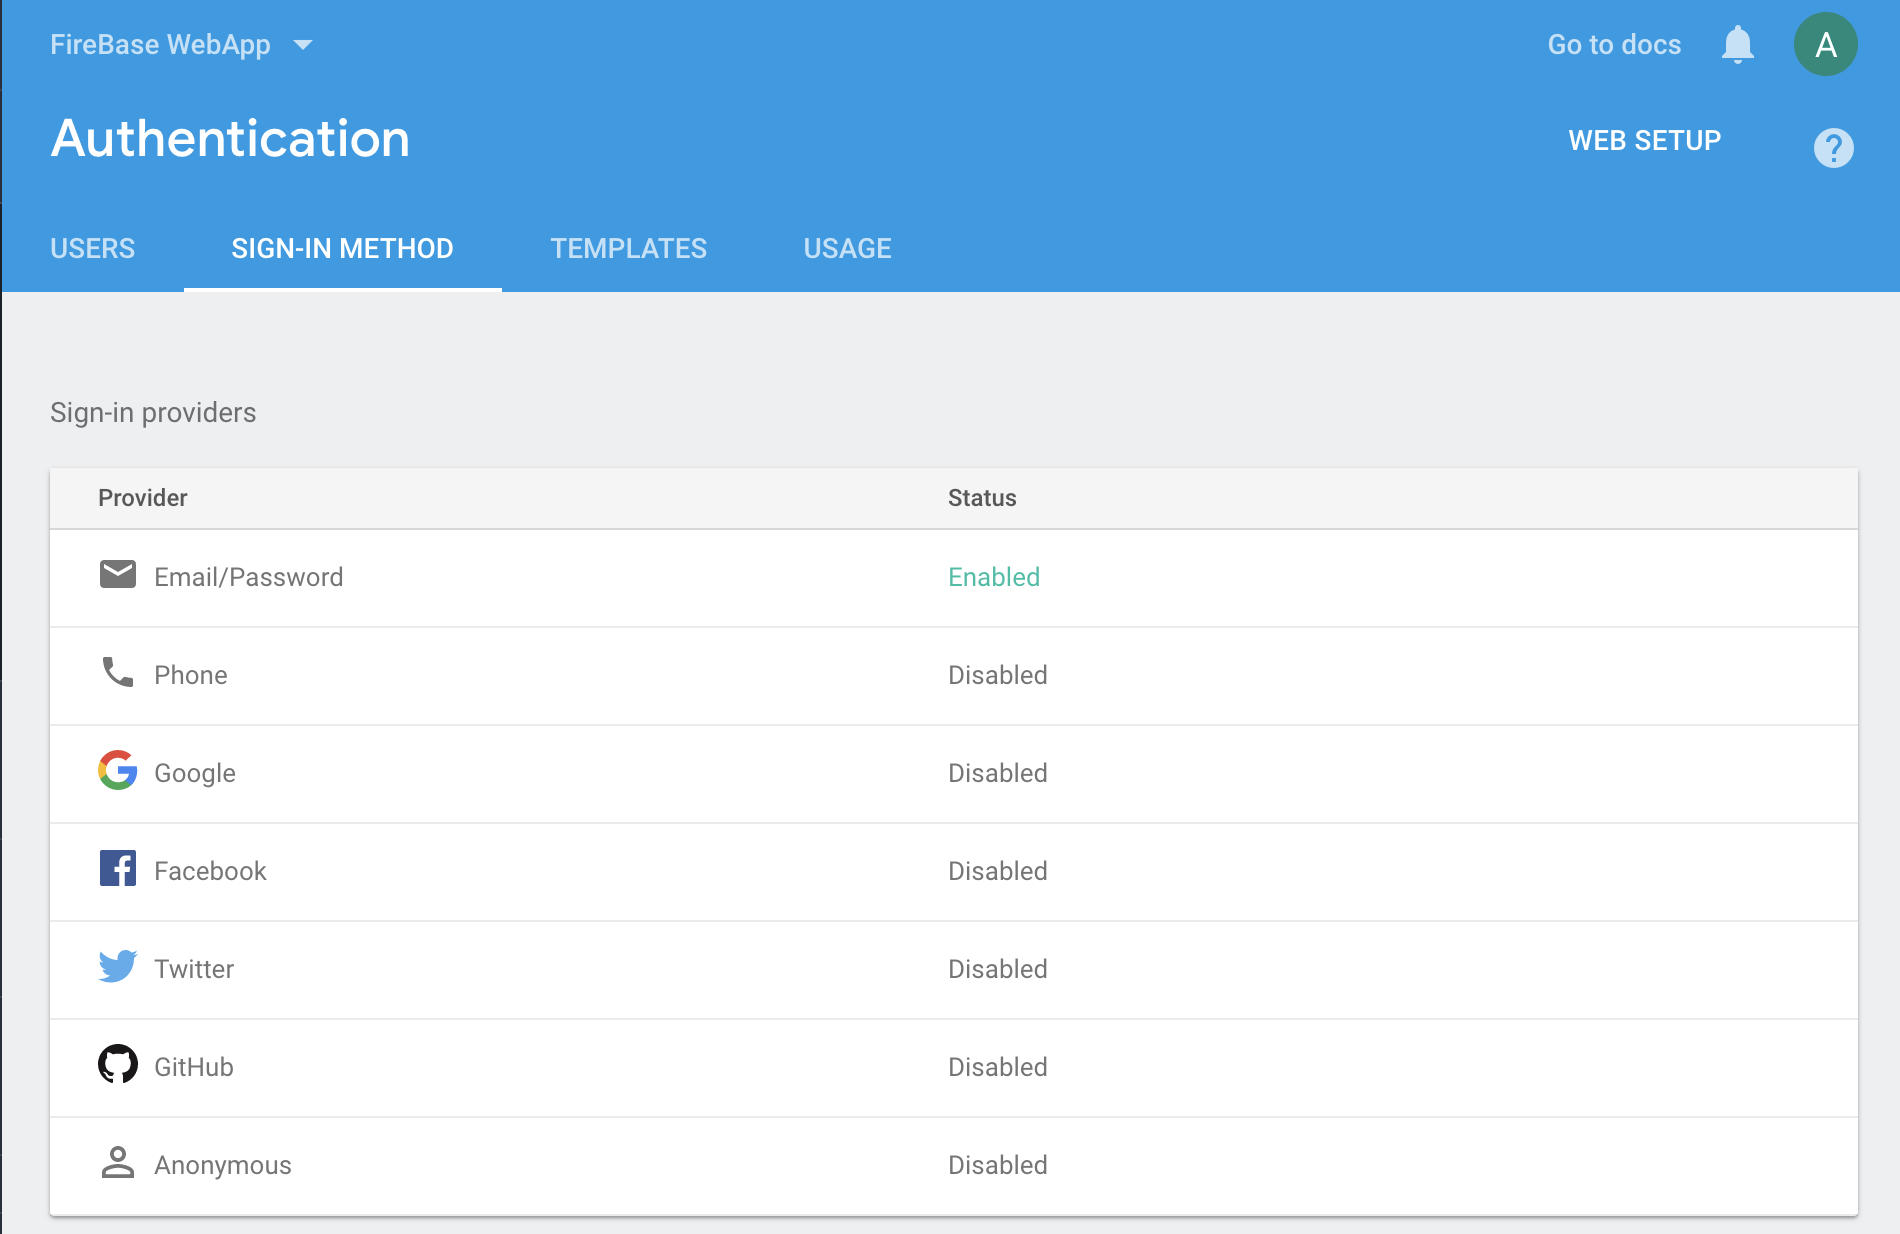 FireBase WebApp
Go to docs
A
Authentication
WEB SETUP
?
USERS
SIGN-IN METHOD
TEMPLATES
USAGE
Sign-in providers
Provider Status
Email/Password Enabled
Phone Disabled
Google Disabled
Facebook Disabled
Twitter Disabled
GitHub Disabled
Anonymous Disabled